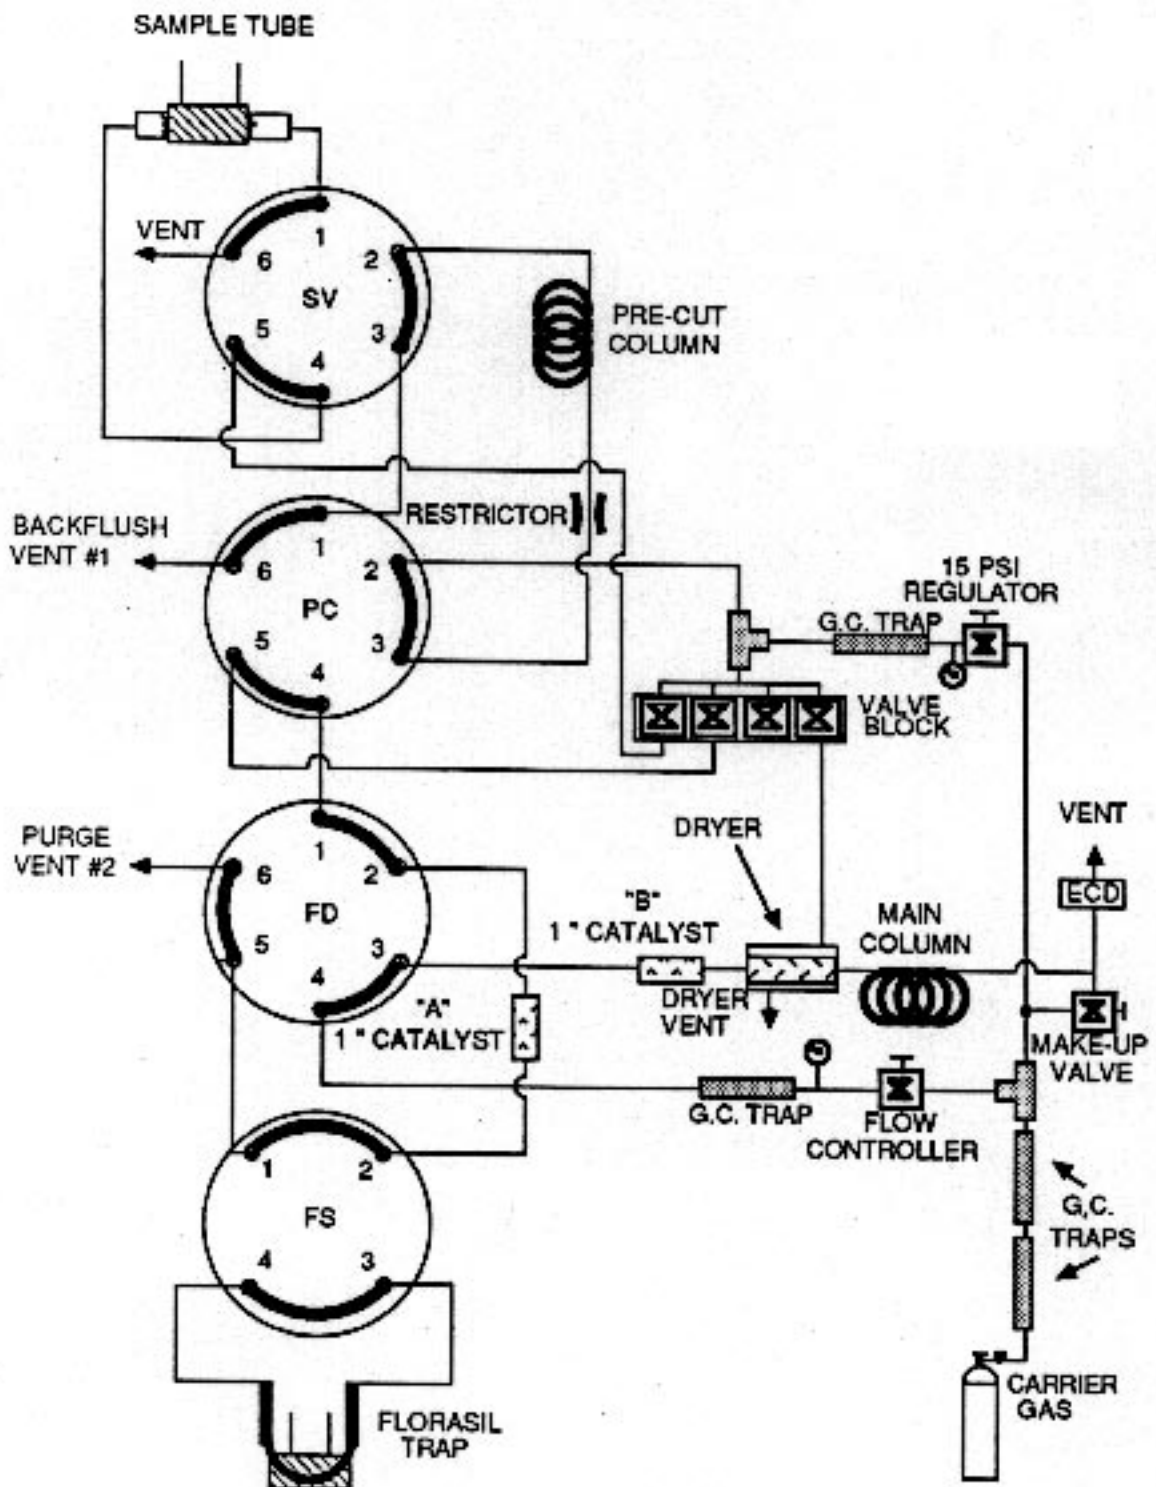 SAMPLE TUBE
VENT
1
2
3
4
5
6
SV
PRE-CUT
COLUMN
RESTRICTOR
BACKFLUSH
VENT #1
1
2
3
4
5
6
PC
15 PSI
REGULATOR
G.C. TRAP
VALVE
BLOCK
PURGE
VENT #2
1
2
3
4
5
6
FD
DRYER
VENT
ECD
"B"
1 " CATALYST
MAIN
COLUMN
DRYER
VENT
"A"
1 " CATALYST
MAKE-UP
VALVE
G.C. TRAP
FLOW
CONTROLLER
1
2
3
4
FS
G,C.
TRAPS
CARRIER
GAS
FLORASIL
TRAP